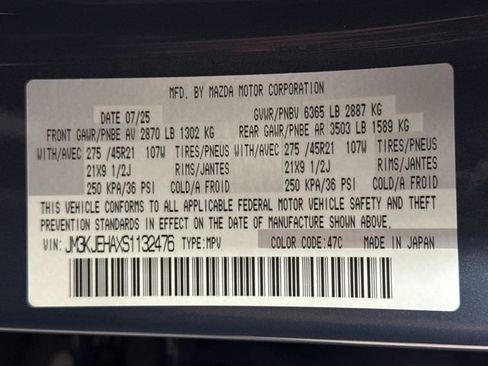 MFD. BY MAZDA MOTOR CORPORATION
DATE 07/25 GVWR/PNBV 6365 LB 2887 KG
FRONT GAWR/PNBE AV 2870 LB 1302 KG REAR GAWR/PNBE AR 3503 LB 1589 KG
WITH/AVEC 275 /45R21 107W TIRES/PNEUS WITH/AVEC 275 /45R21 107W TIRES/PNEUS
21X9 1/2J RIMS/JANTES 21X9 1/2J RIMS/JANTES
250 KPA/36 PSI COLD/A FROID 250 KPA/36 PSI COLD/A FROID
THIS VEHICLE CONFORMS TO ALL APPLICABLE FEDERAL MOTOR VEHICLE SAFETY AND THEFT
PREVENTION STANDARDS IN EFFECT ON THE DATE OF MANUFACTURE SHOWN ABOVE.
VIN: JM3KJEHAXS1132476 TYPE:MPV COLOR CODE:47C MADE IN JAPAN